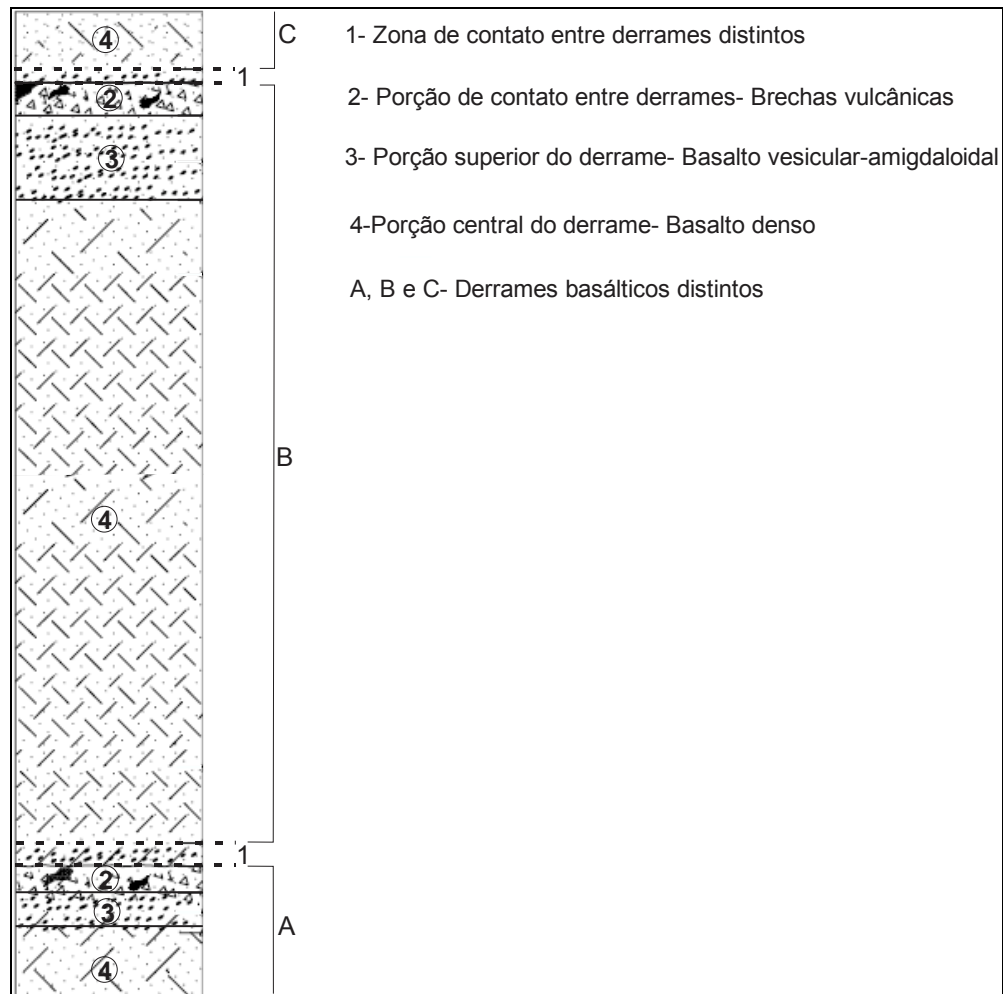 4
C
1- Zona de contato entre derrames distintos
1
2
2- Porção de contato entre derrames- Brechas vulcânicas
3
3- Porção superior do derrame- Basalto vesicular-amigdaloidal
4-Porção central do derrame- Basalto denso
A, B e C- Derrames basálticos distintos
B
4
1
2
3
A
4